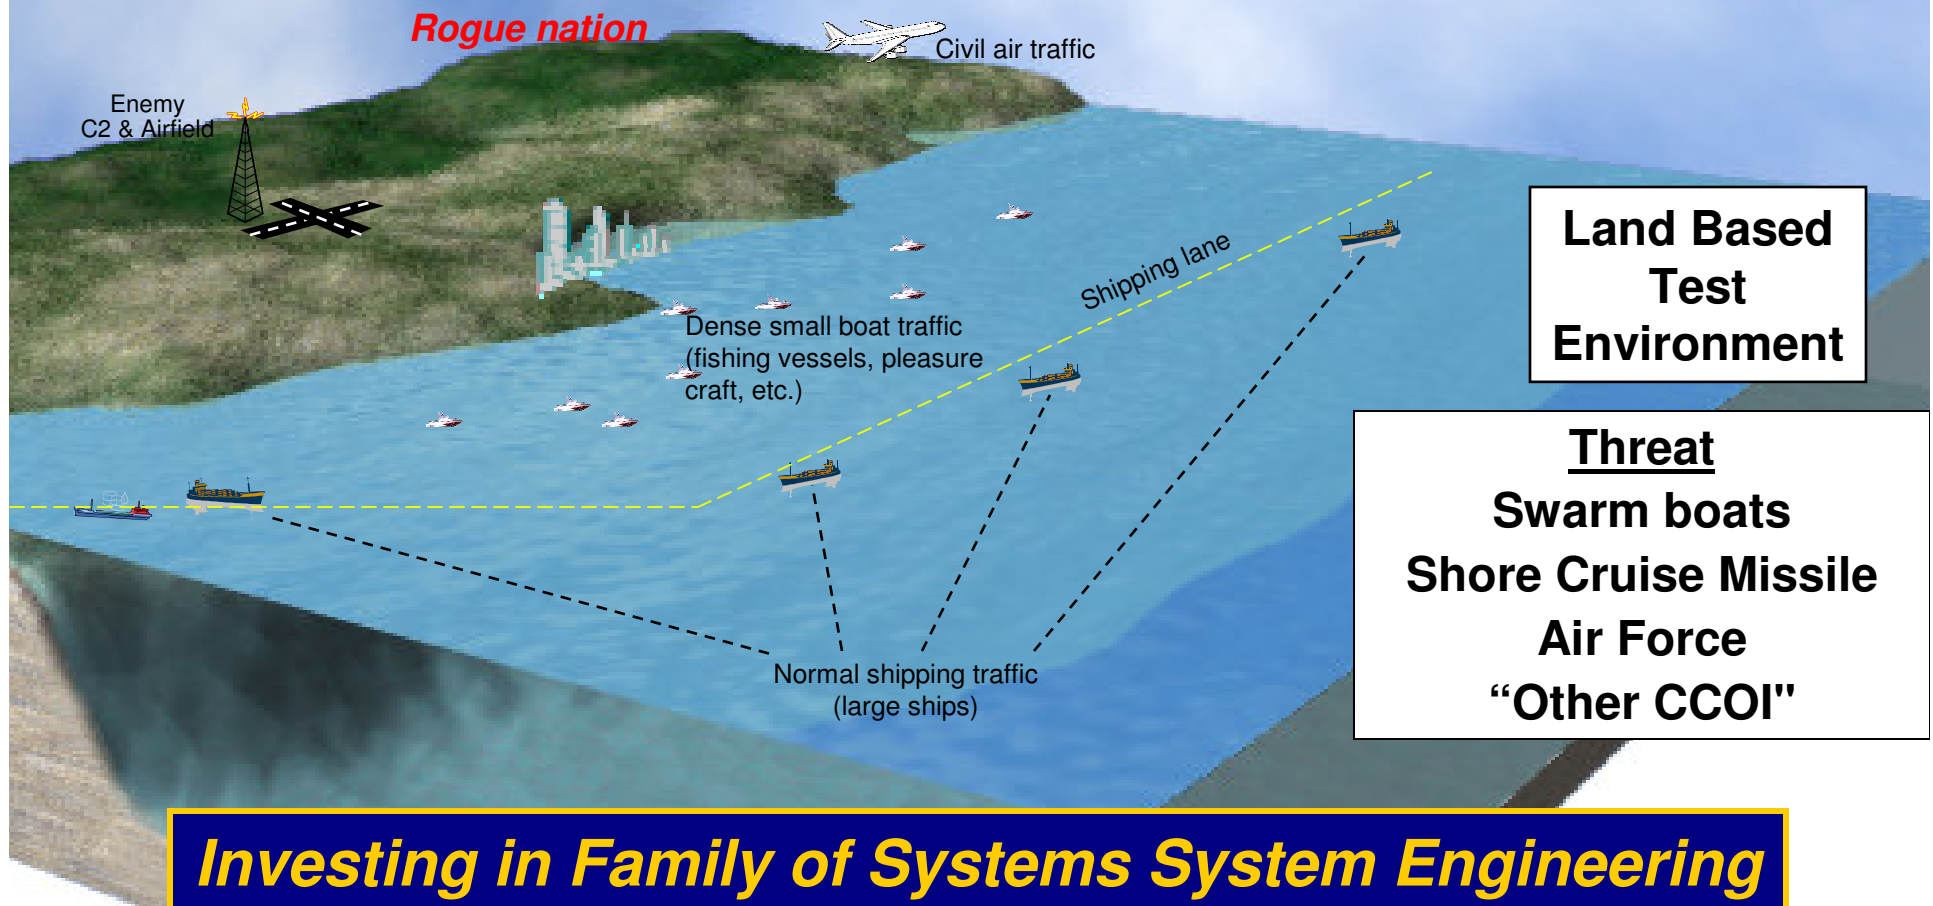 Rogue nation
Civil air traffic
Enemy
C2 & Airfield
Shipping lane
Dense small boat traffic
(fishing vessels, pleasure
craft, etc.)
Normal shipping traffic
(large ships)
Land Based
Test
Environment
Threat
Swarm boats
Shore Cruise Missile
Air Force
“Other CCOI"
Investing in Family of Systems System Engineering